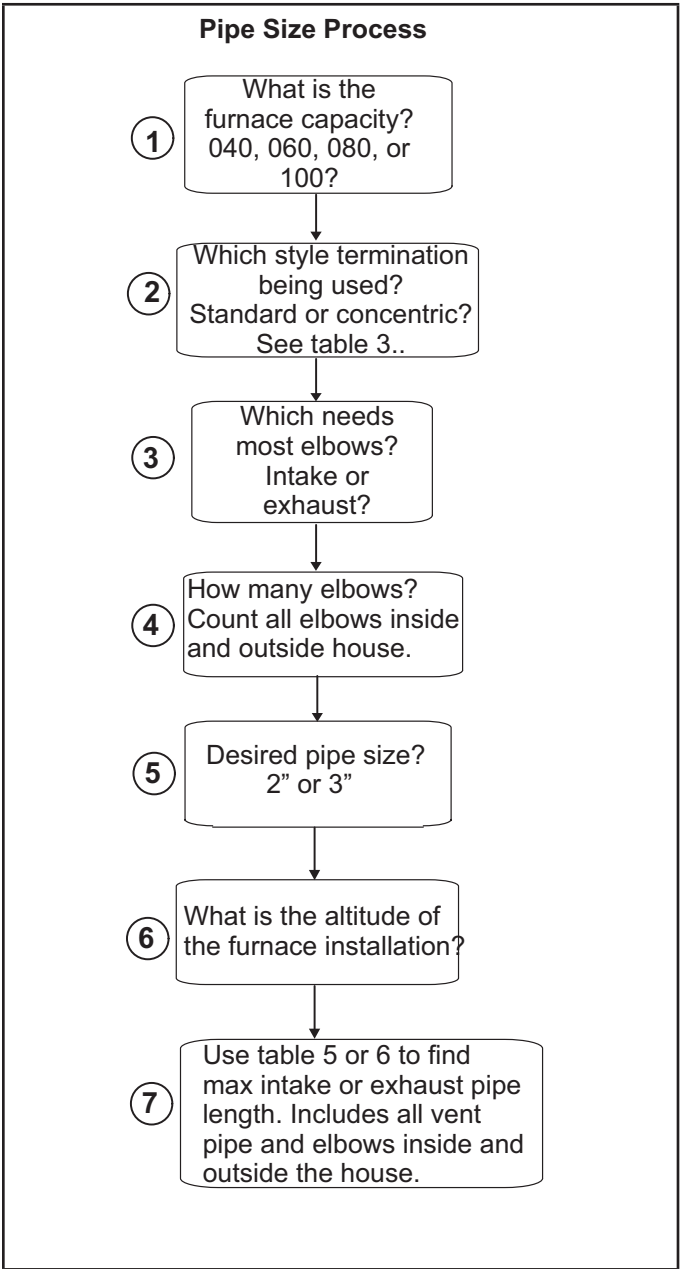 Pipe Size Process
1
What is the
furnace capacity?
040, 060, 080, or
100?
2
Which style termination
being used?
Standard or concentric?
See table 3..
3
Which needs
most elbows?
Intake or
exhaust?
4
How many elbows?
Count all elbows inside
and outside house.
5
Desired pipe size?
2” or 3”
6
What is the altitude of
the furnace installation?
7
Use table 5 or 6 to find
max intake or exhaust pipe
length. Includes all vent
pipe and elbows inside and
outside the house.